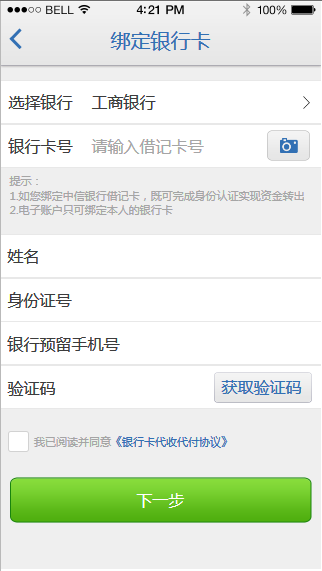 BELL 4:21 PM 100%
绑定银行卡
选择银行 工商银行
银行卡号 请输入借记卡号
提示：
1.如您绑定中信银行借记卡，既可完成身份认证实现资金转出
2.电子账户只可绑定本人的银行卡
姓名
身份证号
银行预留手机号
验证码 获取验证码
我已阅读并同意《银行卡代收代付协议》
下一步